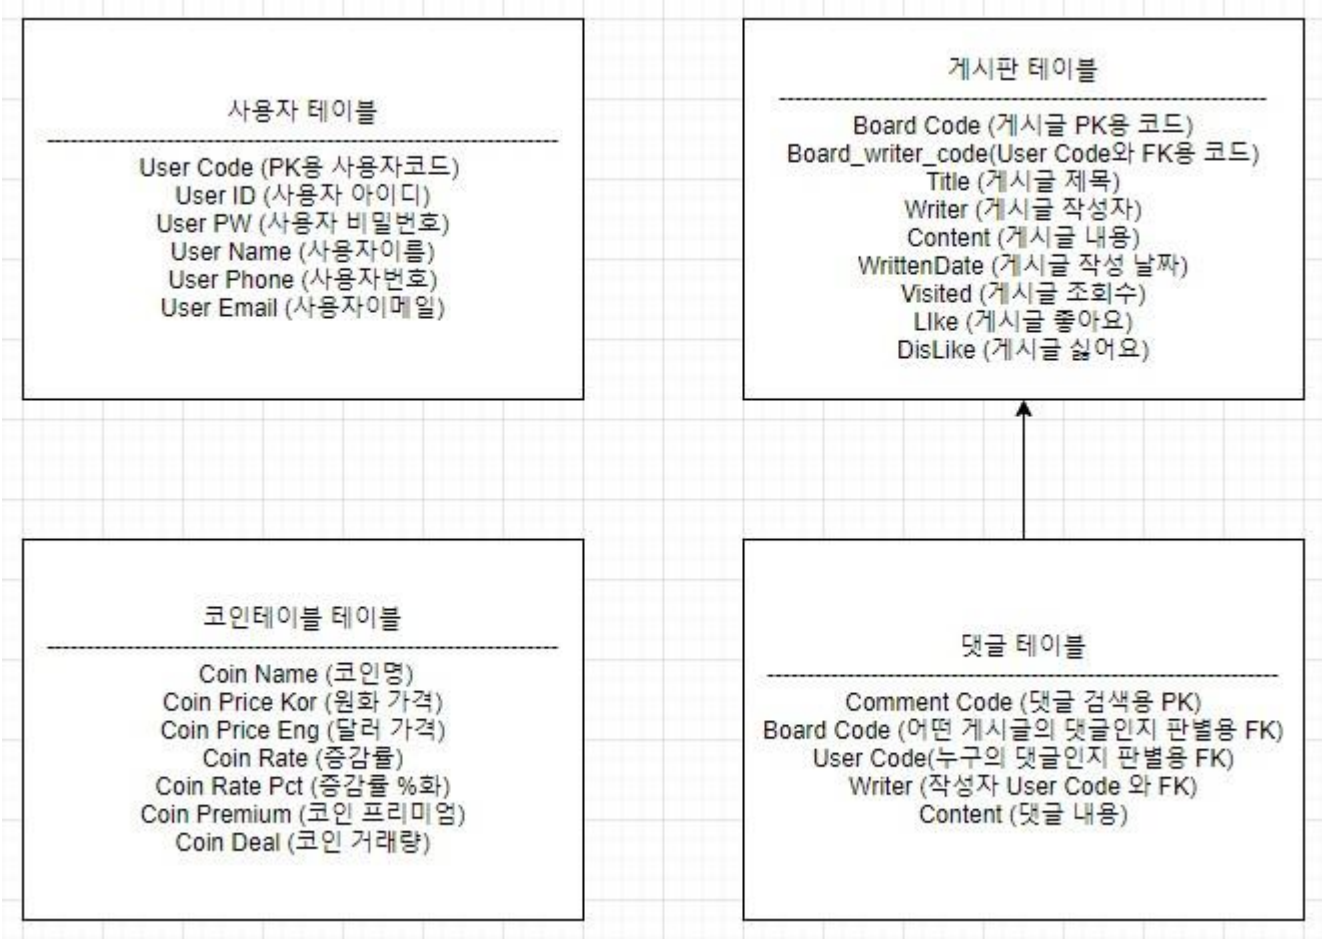 사용자 테이블
User Code (PK용 사용자코드)
User ID (사용자 아이디)
User PW (사용자 비밀번호)
User Name (사용자이름)
User Phone (사용자번호)
User Email (사용자이메일)
게시판 테이블
Board Code (게시글 PK용 코드)
Board_writer_code(User Code와 FK용 코드)
Title (게시글 제목)
Writer (게시글 작성자)
Content (게시글 내용)
WrittenDate (게시글 작성 날짜)
Visited (게시글 조회수)
LIke (게시글 좋아요)
DisLike (게시글 싫어요)
코인테이블 테이블
Coin Name (코인명)
Coin Price Kor (원화 가격)
Coin Price Eng (달러 가격)
Coin Rate (증감률)
Coin Rate Pct (증감률 %화)
Coin Premium (코인 프리미엄)
Coin Deal (코인 거래량)
댓글 테이블
Comment Code (댓글 검색용 PK)
Board Code (어떤 게시글의 댓글인지 판별용 FK)
User Code(누구의 댓글인지 판별용 FK)
Writer (작성자 User Code 와 FK)
Content (댓글 내용)